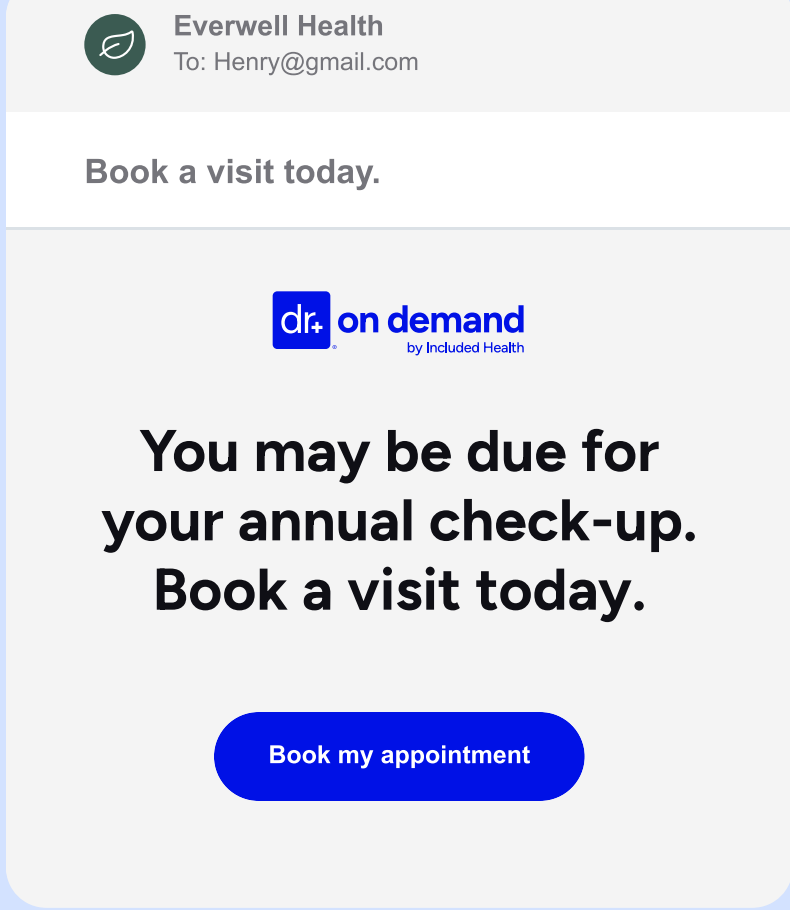 Everwell Health
To: Henry@gmail.com
Book a visit today.
dr+ on demand
®
by Included Health
You may be due for
your annual check-up.
Book a visit today.
Book my appointment